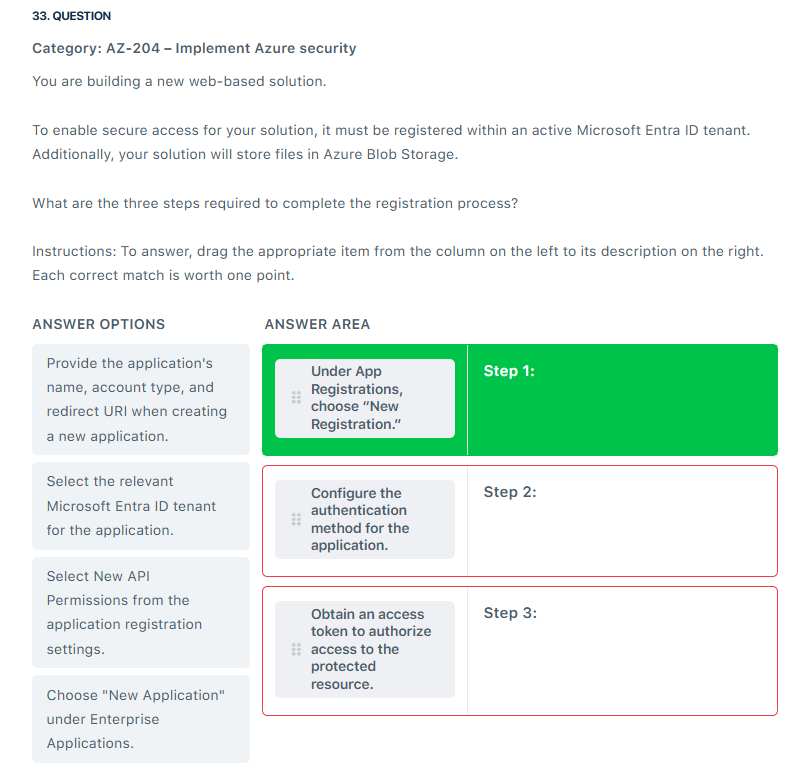 33. QUESTION
Category: AZ-204 – Implement Azure security
You are building a new web-based solution.
To enable secure access for your solution, it must be registered within an active Microsoft Entra ID tenant.
Additionally, your solution will store files in Azure Blob Storage.
What are the three steps required to complete the registration process?
Instructions: To answer, drag the appropriate item from the column on the left to its description on the right.
Each correct match is worth one point.
ANSWER OPTIONS
Provide the application's
name, account type, and
redirect URI when creating
a new application.
Select the relevant
Microsoft Entra ID tenant
for the application.
Select New API
Permissions from the
application registration
settings.
Choose "New Application"
under Enterprise
Applications.
ANSWER AREA
Under App
Registrations,
choose “New
Registration.”
Step 1:
Configure the
authentication
method for the
application.
Step 2:
Obtain an access
token to authorize
access to the
protected
resource.
Step 3: